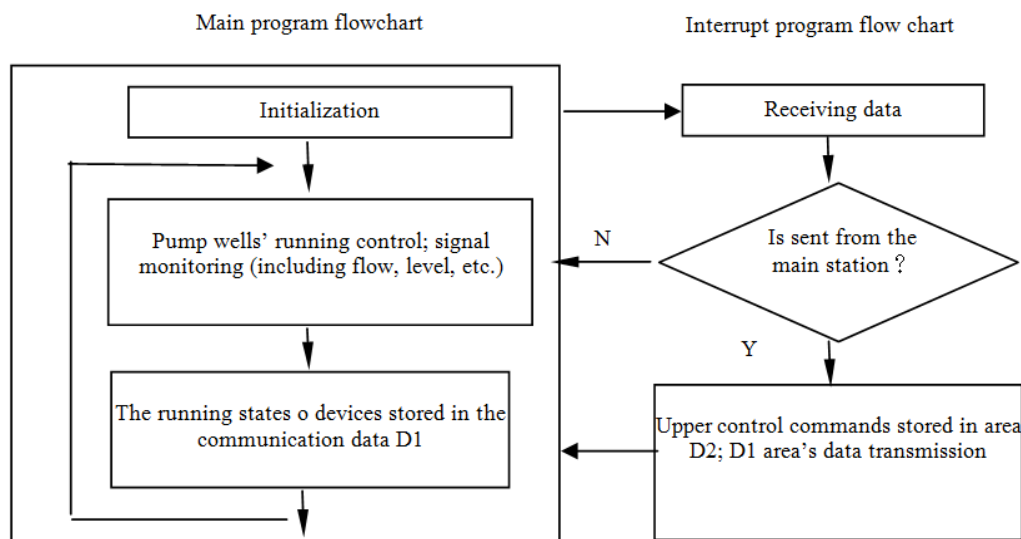 Main program flowchart
Interrupt program flow chart
Initialization
Receiving data
Pump wells’ running control; signal
monitoring (including flow, level, etc.)
N
Is sent from the
main station？
Y
The running states o devices stored in the
communication data D1
Upper control commands stored in area
D2; D1 area’s data transmission